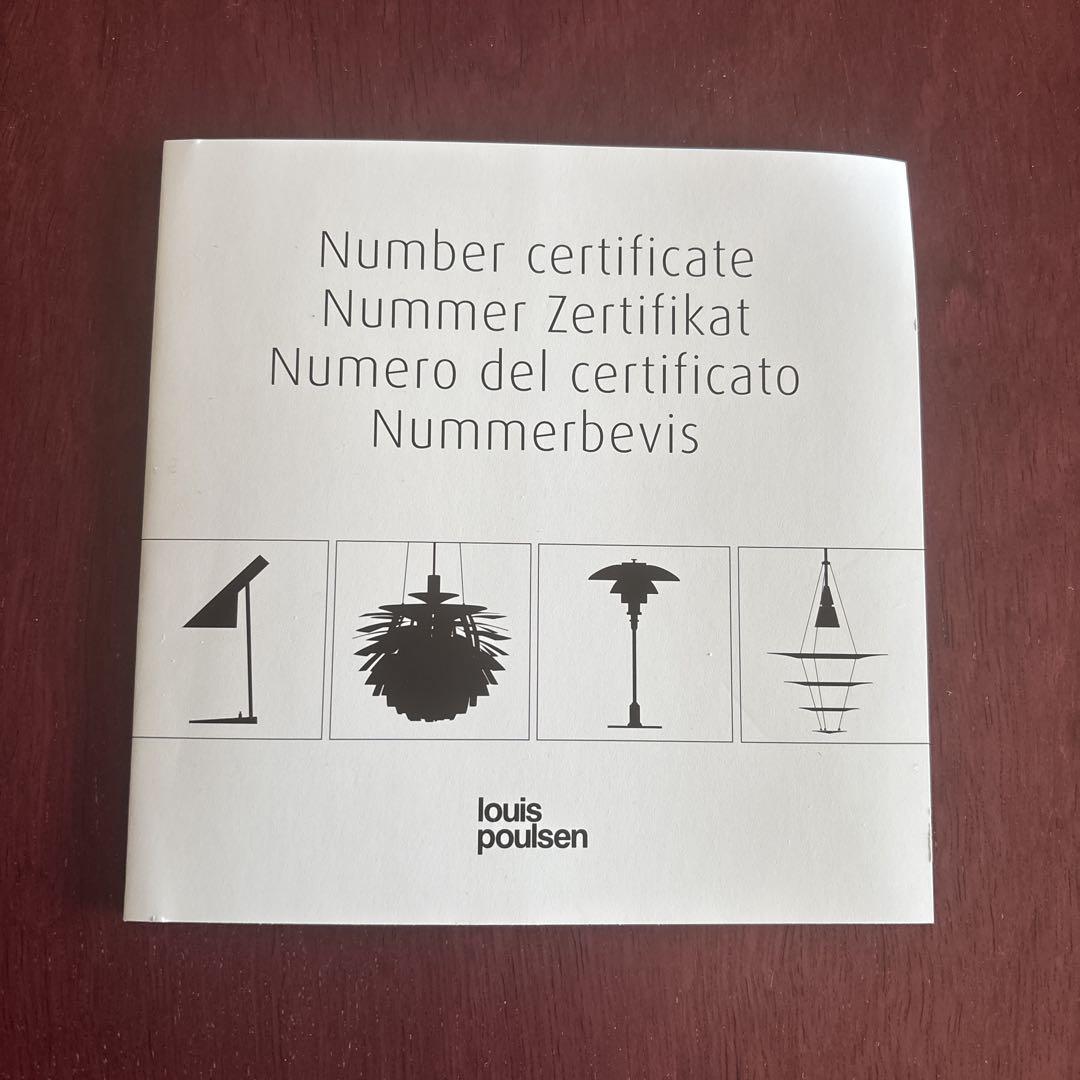 Number certificate
Nummer Zertifikat
Numero del certificato
Nummerbevis
louis
poulsen